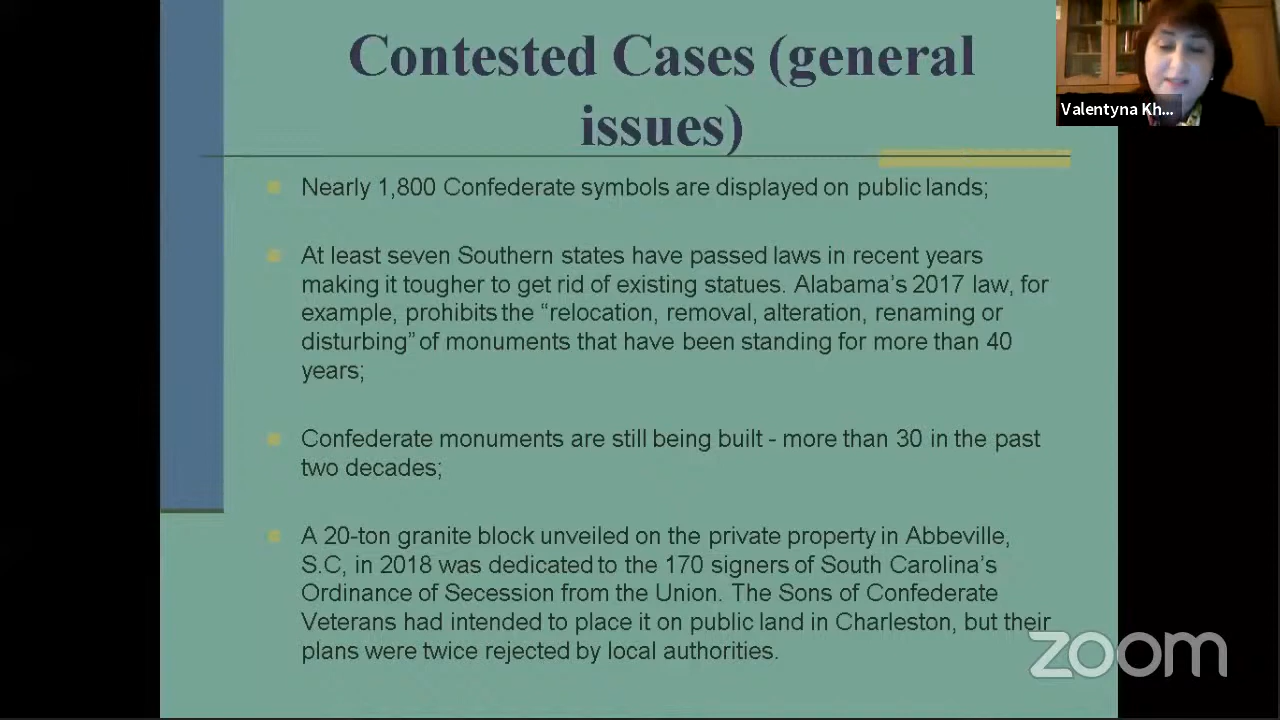 Contested Cases (general
issues)
Valentyna Kh...
Nearly 1,800 Confederate symbols are displayed on public lands;
At least seven Southern states have passed laws in recent years
making it tougher to get rid of existing statues. Alabama's 2017 law, for
example, prohibits the “relocation, removal, alteration, renaming or
disturbing” of monuments that have been standing for more than 40
years;
Confederate monuments are still being built - more than 30 in the past
two decades;
A 20-ton granite block unveiled on the private property in Abbeville,
S.C, in 2018 was dedicated to the 170 signers of South Carolina's
Ordinance of Secession from the Union. The Sons of Confederate
Veterans had intended to place it on public land in Charleston, but their
plans were twice rejected by local authorities.
zoom